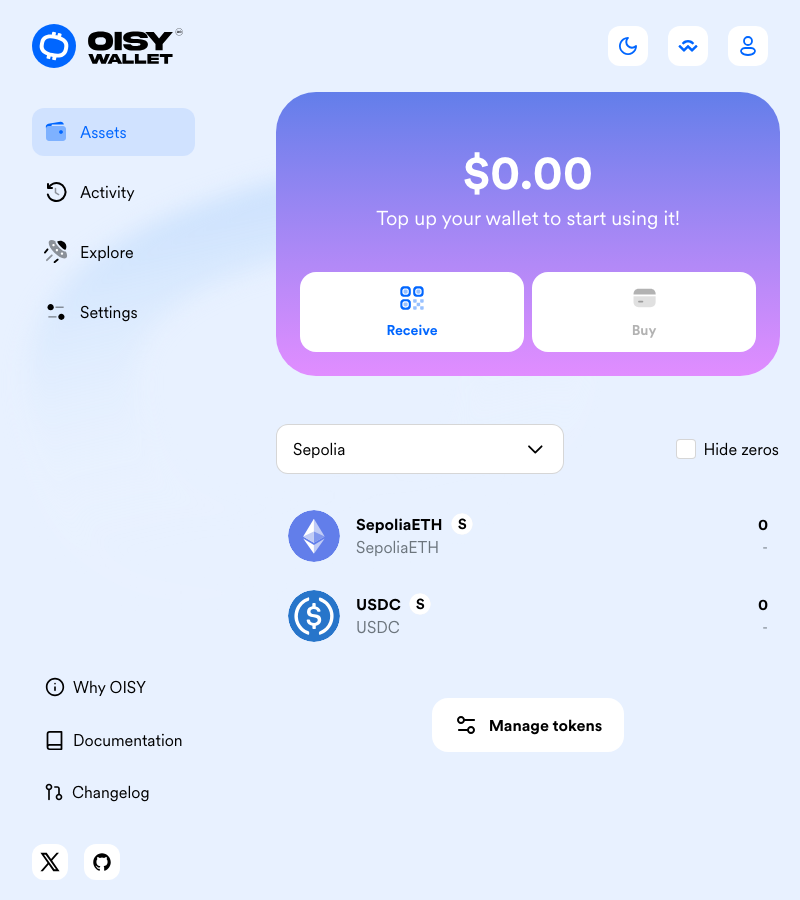 OISY
WALLET
Assets
Activity
Explore
Settings
$0.00
Top up your wallet to start using it!
Receive
Buy
Sepolia
Hide zeros
SepoliaETH S
0
SepoliaETH
-
USDC S
0
USDC
-
Manage tokens
Why OISY
Documentation
Changelog